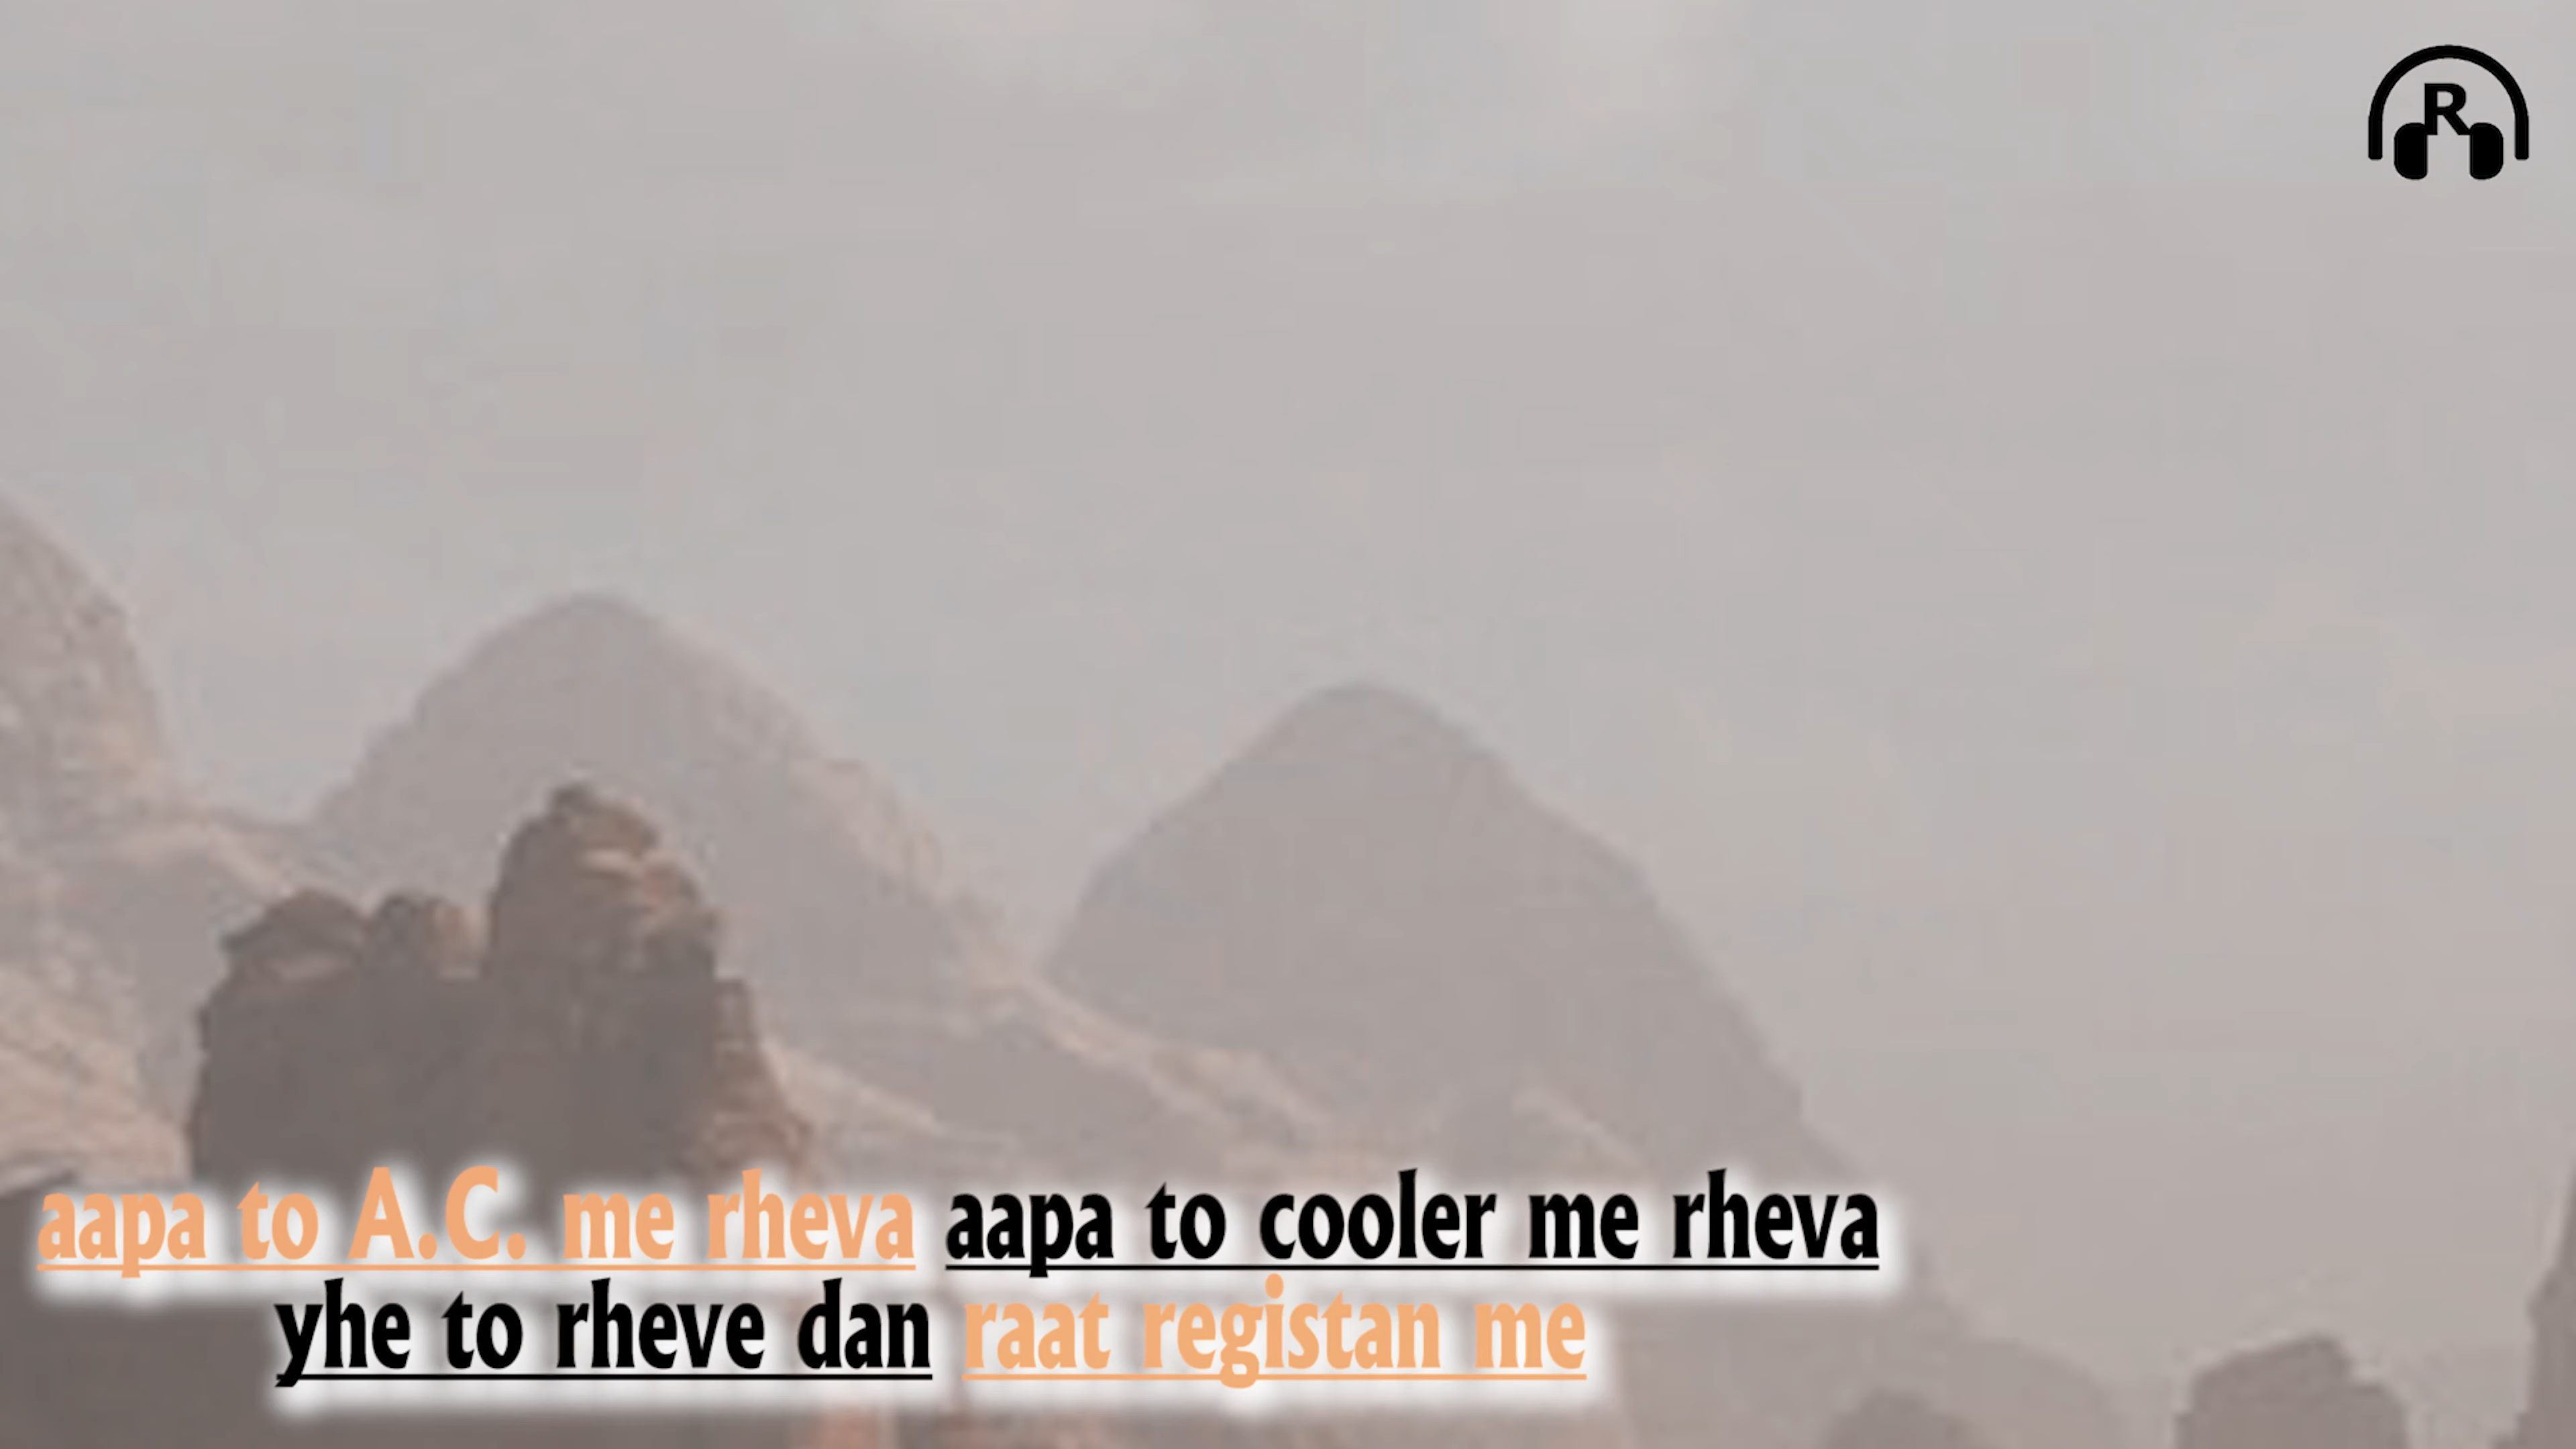 R
aapa to A.C. me rheva aapa to cooler me rheva
yhe to rheve dan raat registan me